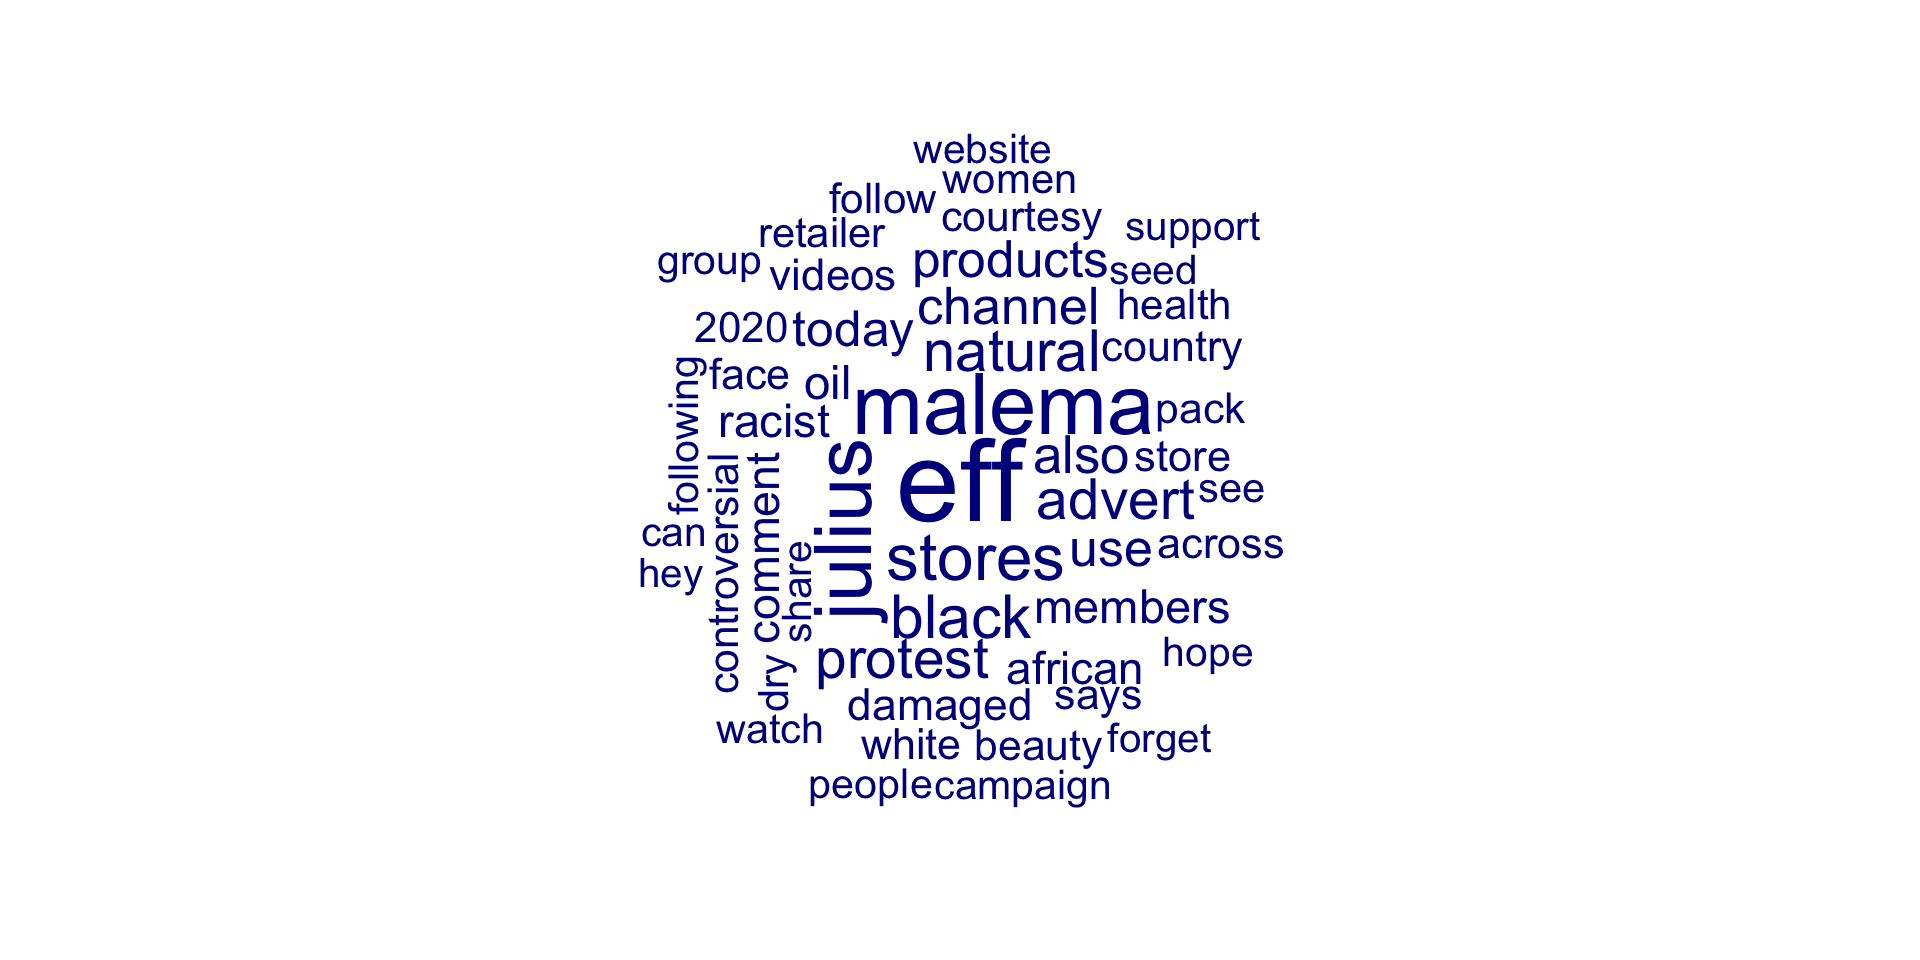 website
women
follow
courtesy
support
retailer
group
videos
products
seed
channel
health
2020
today
natural
country
following
face
oil
malema
pack
racist
julius
eff
also
store
advert
see
controversial
comment
can
stores
use
across
hey
share
black
members
protest
african
hope
dry
damaged
says
watch
white
beauty
forget
people
campaign